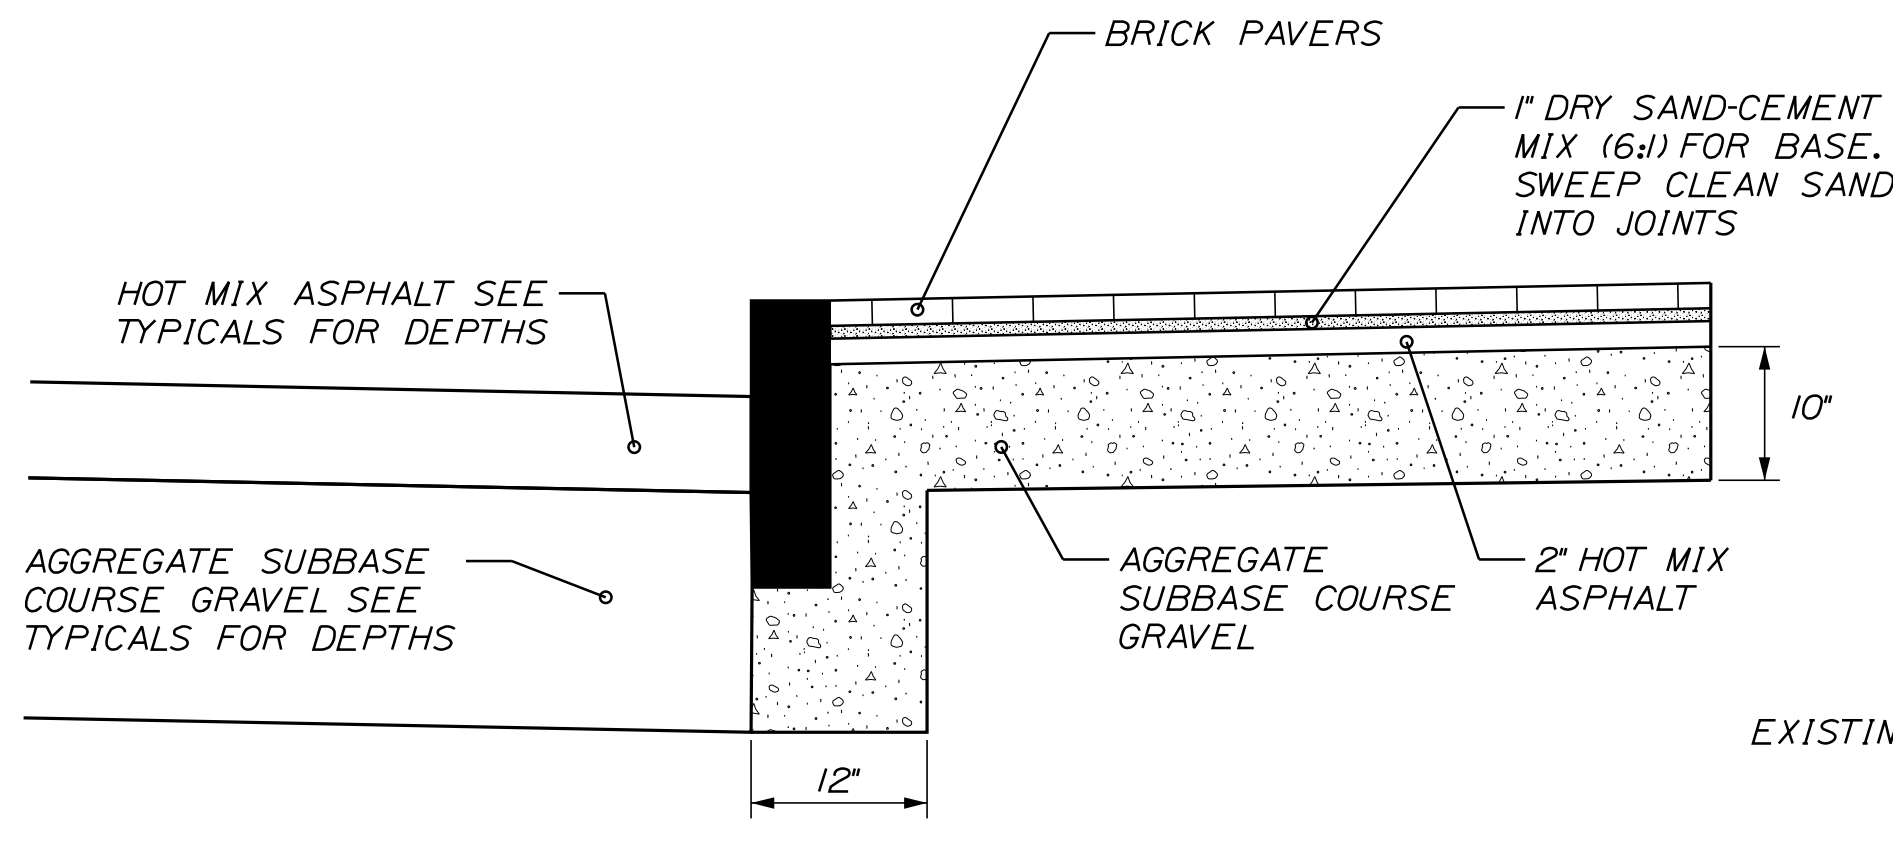 BRICK PAVERS
1" DRY SAND-CEMENT
MIX (6:1) FOR BASE.
SWEEP CLEAN SAND
INTO JOINTS
HOT MIX ASPHALT SEE
TYPICALS FOR DEPTHS
10"
AGGREGATE SUBBASE
COURSE GRAVEL SEE
TYPICALS FOR DEPTHS
AGGREGATE
SUBBASE COURSE
GRAVEL
2" HOT MIX
ASPHALT
12"